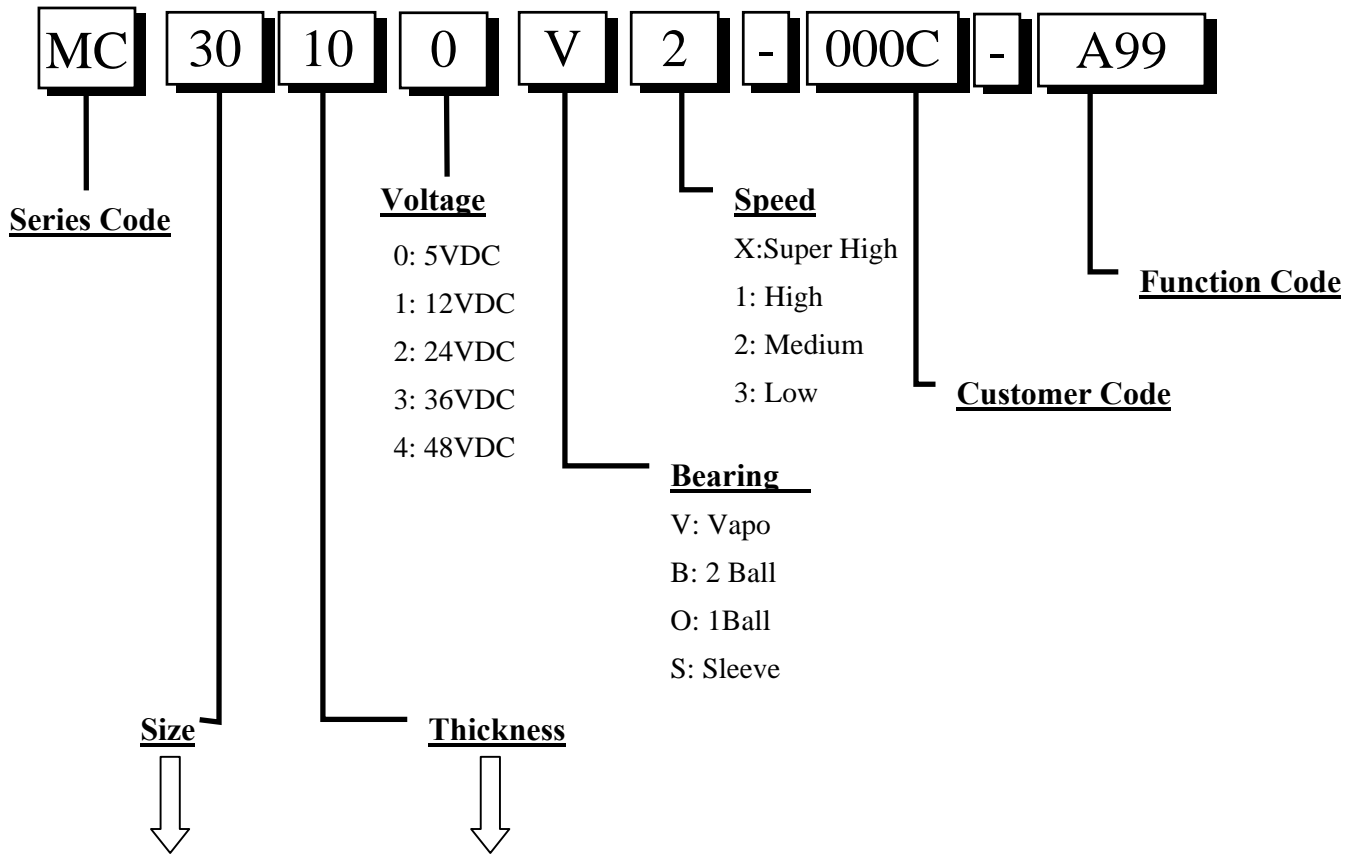 MC 30 10 0 V 2 - 000C - A99
Series Code
Voltage
0: 5VDC
1: 12VDC
2: 24VDC
3: 36VDC
4: 48VDC
Speed
X:Super High
1: High
2: Medium
3: Low
Function Code
Customer Code
Bearing
V: Vapo
B: 2 Ball
O: 1Ball
S: Sleeve
Size
Thickness